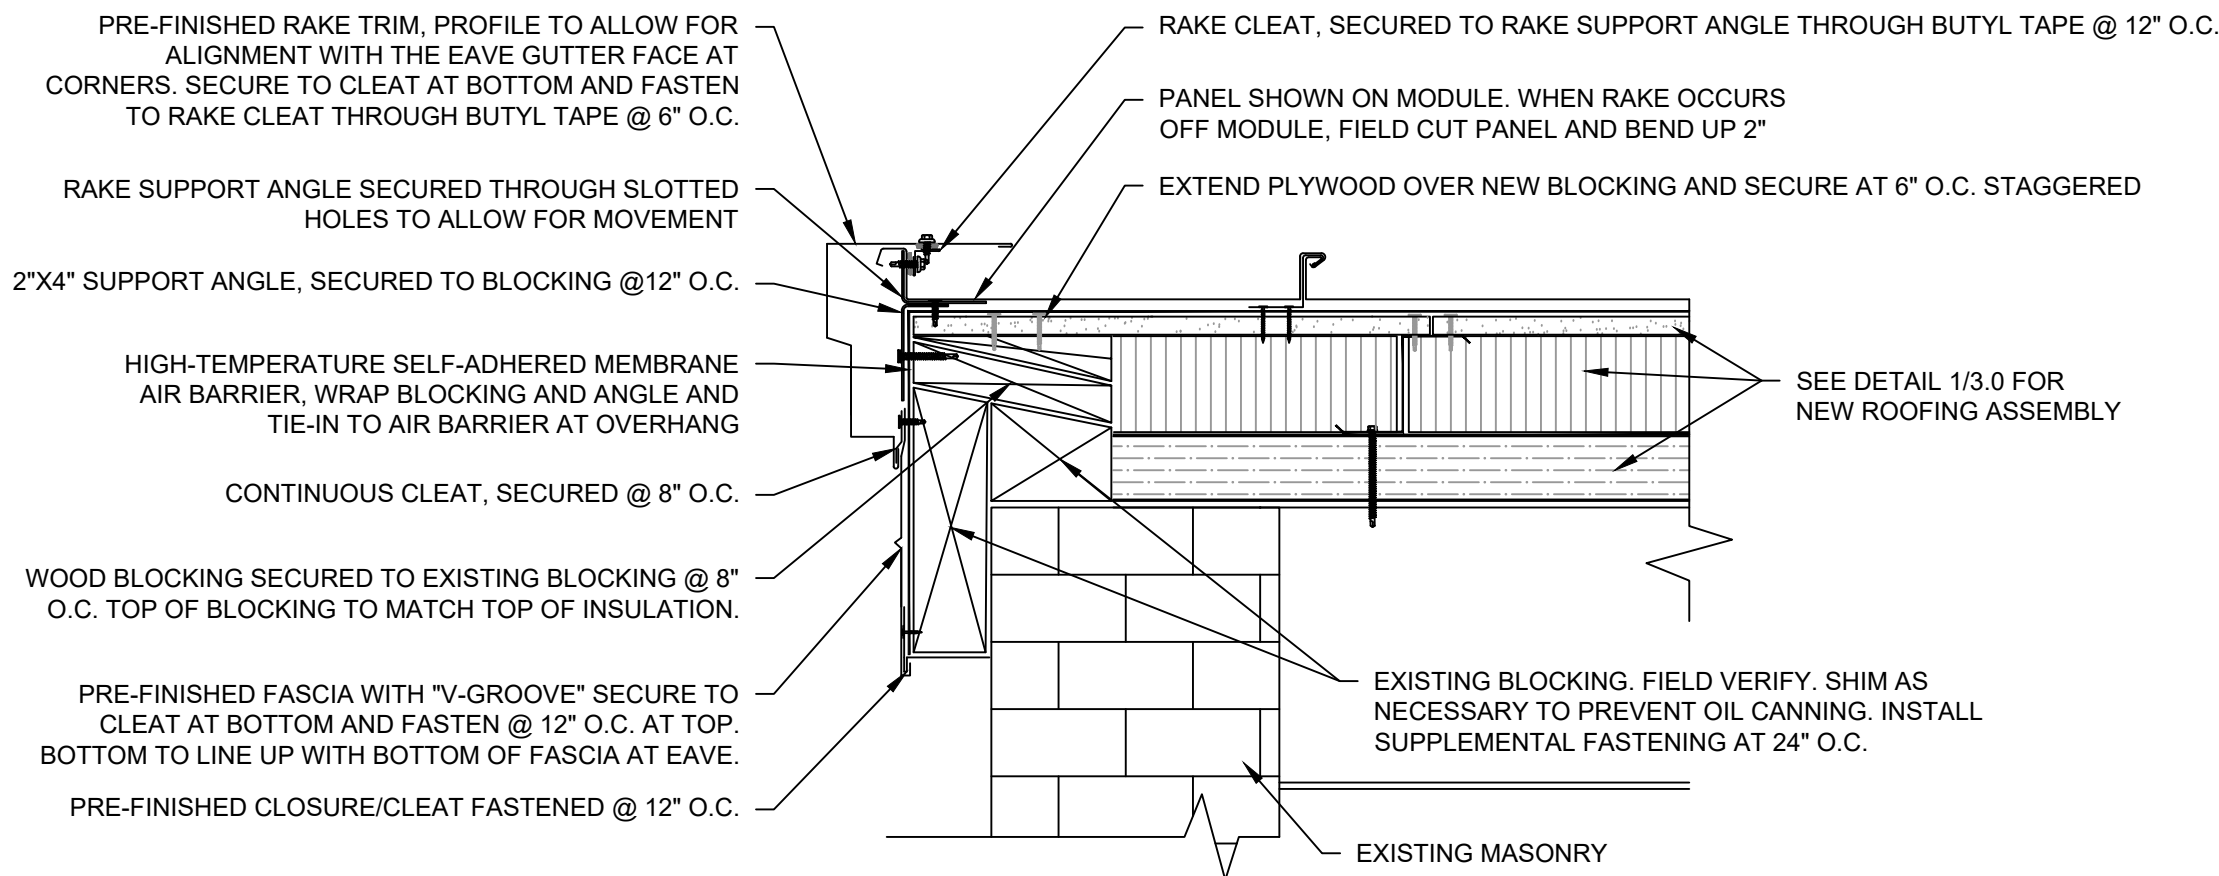 PRE-FINISHED RAKE TRIM, PROFILE TO ALLOW FOR
ALIGNMENT WITH THE EAVE GUTTER FACE AT
CORNERS. SECURE TO CLEAT AT BOTTOM AND FASTEN
TO RAKE CLEAT THROUGH BUTYL TAPE @ 6" O.C.
RAKE SUPPORT ANGLE SECURED THROUGH SLOTTED
HOLES TO ALLOW FOR MOVEMENT
2"X4" SUPPORT ANGLE, SECURED TO BLOCKING @12" O.C.
HIGH-TEMPERATURE SELF-ADHERED MEMBRANE
AIR BARRIER, WRAP BLOCKING AND ANGLE AND
TIE-IN TO AIR BARRIER AT OVERHANG
CONTINUOUS CLEAT, SECURED @ 8" O.C.
WOOD BLOCKING SECURED TO EXISTING BLOCKING @ 8"
O.C. TOP OF BLOCKING TO MATCH TOP OF INSULATION.
PRE-FINISHED FASCIA WITH "V-GROOVE" SECURE TO
CLEAT AT BOTTOM AND FASTEN @ 12" O.C. AT TOP.
BOTTOM TO LINE UP WITH BOTTOM OF FASCIA AT EAVE.
PRE-FINISHED CLOSURE/CLEAT FASTENED @ 12" O.C.
RAKE CLEAT, SECURED TO RAKE SUPPORT ANGLE THROUGH BUTYL TAPE @ 12" O.C.
PANEL SHOWN ON MODULE. WHEN RAKE OCCURS
OFF MODULE, FIELD CUT PANEL AND BEND UP 2"
EXTEND PLYWOOD OVER NEW BLOCKING AND SECURE AT 6" O.C. STAGGERED
SEE DETAIL 1/3.0 FOR
NEW ROOFING ASSEMBLY
EXISTING BLOCKING. FIELD VERIFY. SHIM AS
NECESSARY TO PREVENT OIL CANNING. INSTALL
SUPPLEMENTAL FASTENING AT 24" O.C.
EXISTING MASONRY